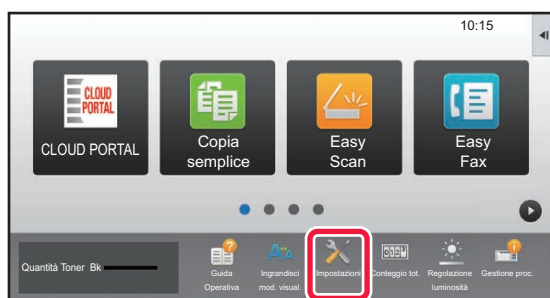 10:15
CLOUD
PORTAL
CLOUD PORTAL
Copia
semplice
Easy
Scan
Easy
Fax
Quantità Toner Bk
Guida
Operativa
Ingrandisci
mod. visual.
Impostazioni
Conteggio tot.
Regolazione
luminosità
Gestione proc.